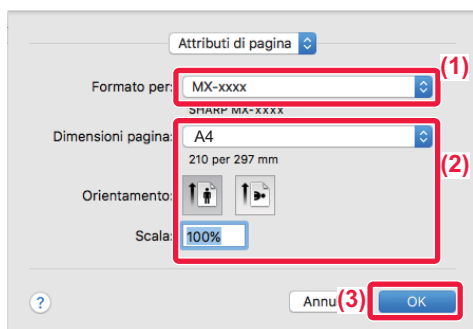 Attributi di pagina
(1)
Formato per: MX-xxxx
SHARP MX-xxxx
Dimensioni pagina: A4
(2)
210 per 297 mm
Orientamento:
Scala: 100%
? (3) OK